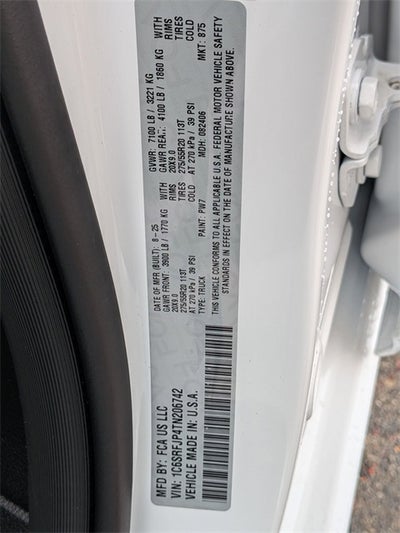 MFD BY: FCA US LLC
VIN: 1C6SRFJP4TN206742
VEHICLE MADE IN: U.S.A.
DATE OF MFR (BUILT): 8-25
GVWR: 7100 LB / 3221 KG
GAWR FRONT: 3900 LB / 1770 KG
WITH
GAWR REAR: 4100 LB / 1860 KG
WITH
20X9.0
RIMS
20X9.0
RIMS
275/55R20 113T
TIRES
275/55R20 113T
TIRES
AT 270 kPa / 39 PSI
COLD
AT 270 kPa / 39 PSI
COLD
TYPE: TRUCK
PAINT: PW7
MDH: 082406
MKT: 875
THIS VEHICLE CONFORMS TO ALL APPLICABLE U.S.A. FEDERAL MOTOR VEHICLE SAFETY
STANDARDS IN EFFECT ON THE DATE OF MANUFACTURE SHOWN ABOVE.